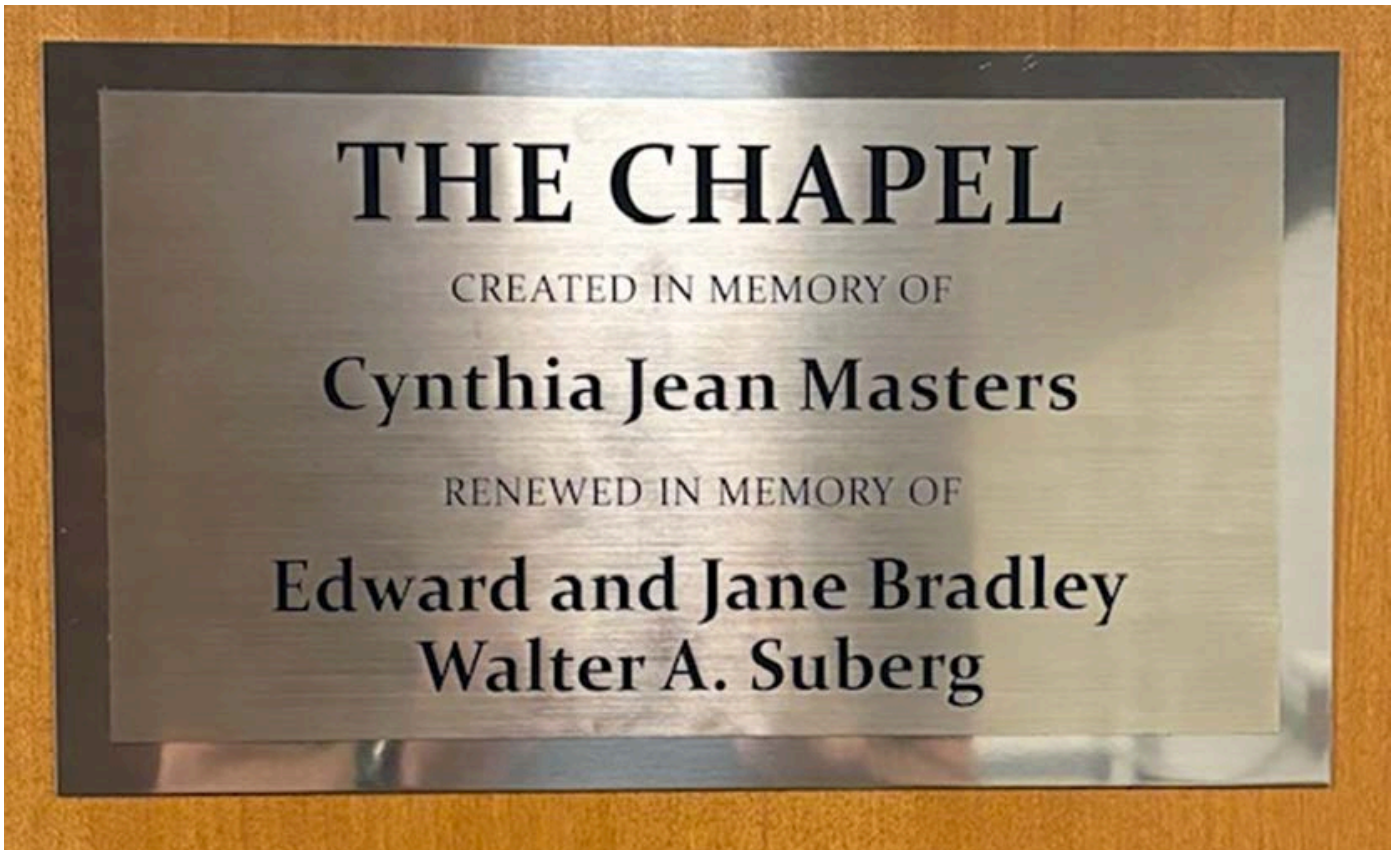 THE CHAPEL
CREATED IN MEMORY OF
Cynthia Jean Masters
RENEWED IN MEMORY OF
Edward and Jane Bradley
Walter A. Suberg